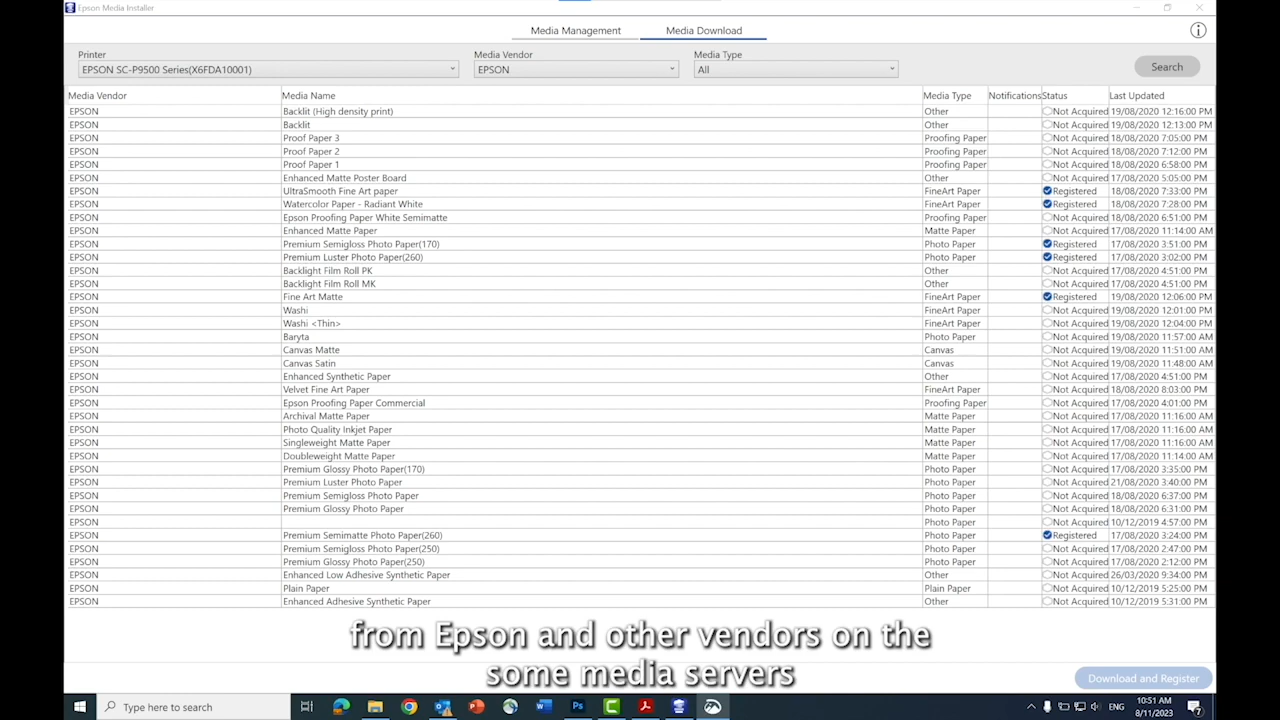 Epson Media Installer
Media Management Media Download
Printer Media Vendor Media Type
EPSON SC-P9500 Series(X6FDA10001) EPSON All Search
Media Vendor Media Name Media Type Notifications Status Last Updated
EPSON Backlit (High density print) Other Not Acquired 19/08/2020 12:16:00 PM
EPSON Backlit Other Not Acquired 19/08/2020 12:13:00 PM
EPSON Proof Paper 3 Proofing Paper Not Acquired 18/08/2020 7:05:00 PM
EPSON Proof Paper 2 Proofing Paper Not Acquired 18/08/2020 7:12:00 PM
EPSON Proof Paper 1 Proofing Paper Not Acquired 18/08/2020 6:58:00 PM
EPSON Enhanced Matte Poster Board Other Not Acquired 17/08/2020 5:05:00 PM
EPSON UltraSmooth Fine Art paper FineArt Paper Registered 18/08/2020 7:33:00 PM
EPSON Watercolor Paper - Radiant White FineArt Paper Registered 18/08/2020 7:28:00 PM
EPSON Epson Proofing Paper White Semimatte Proofing Paper Not Acquired 18/08/2020 6:51:00 PM
EPSON Enhanced Matte Paper Matte Paper Not Acquired 17/08/2020 11:14:00 AM
EPSON Premium Semigloss Photo Paper(170) Photo Paper Registered 17/08/2020 3:51:00 PM
EPSON Premium Luster Photo Paper(260) Photo Paper Registered 17/08/2020 3:02:00 PM
EPSON Backlight Film Roll PK Other Not Acquired 17/08/2020 4:51:00 PM
EPSON Backlight Film Roll MK Other Not Acquired 17/08/2020 4:51:00 PM
EPSON Fine Art Matte FineArt Paper Registered 19/08/2020 12:06:00 PM
EPSON Washi FineArt Paper Not Acquired 19/08/2020 12:01:00 PM
EPSON Washi <Thin> FineArt Paper Not Acquired 19/08/2020 12:04:00 PM
EPSON Baryta Photo Paper Not Acquired 19/08/2020 11:57:00 AM
EPSON Canvas Matte Canvas Not Acquired 19/08/2020 11:51:00 AM
EPSON Canvas Satin Canvas Not Acquired 19/08/2020 11:48:00 AM
EPSON Enhanced Synthetic Paper Other Not Acquired 17/08/2020 4:51:00 PM
EPSON Velvet Fine Art Paper FineArt Paper Not Acquired 18/08/2020 8:03:00 PM
EPSON Epson Proofing Paper Commercial Proofing Paper Not Acquired 17/08/2020 4:01:00 PM
EPSON Archival Matte Paper Matte Paper Not Acquired 17/08/2020 11:16:00 AM
EPSON Photo Quality Inkjet Paper Matte Paper Not Acquired 17/08/2020 11:16:00 AM
EPSON Singleweight Matte Paper Matte Paper Not Acquired 17/08/2020 11:16:00 AM
EPSON Doubleweight Matte Paper Matte Paper Not Acquired 17/08/2020 11:14:00 AM
EPSON Premium Glossy Photo Paper(170) Photo Paper Not Acquired 17/08/2020 3:35:00 PM
EPSON Premium Luster Photo Paper Photo Paper Not Acquired 21/08/2020 3:40:00 PM
EPSON Premium Semigloss Photo Paper Photo Paper Not Acquired 18/08/2020 6:37:00 PM
EPSON Premium Glossy Photo Paper Photo Paper Not Acquired 18/08/2020 6:31:00 PM
EPSON Photo Paper Not Acquired 10/12/2019 4:57:00 PM
EPSON Premium Semimatte Photo Paper(260) Photo Paper Registered 17/08/2020 3:24:00 PM
EPSON Premium Semigloss Photo Paper(250) Photo Paper Not Acquired 17/08/2020 2:47:00 PM
EPSON Premium Glossy Photo Paper(250) Photo Paper Not Acquired 17/08/2020 2:12:00 PM
EPSON Enhanced Low Adhesive Synthetic Paper Other Not Acquired 26/03/2020 9:34:00 PM
EPSON Plain Paper Plain Paper Not Acquired 10/12/2019 5:25:00 PM
EPSON Enhanced Adhesive Synthetic Paper Other Not Acquired 10/12/2019 5:31:00 PM
from Epson and other vendors on the
some media servers
Download and Register
Type here to search ENG 10:51 AM
8/11/2023